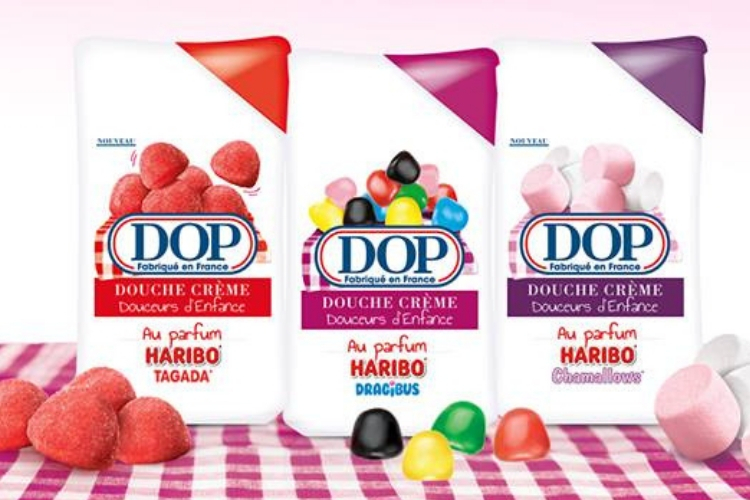 NOUVEAU
DOP
Fabriqué en France
DOUCHE CRÈME
Douceurs d'Enfance
Au parfum
HARIBO
TAGADA
DOP
Fabriqué en France
DOUCHE CRÈME
Douceurs d'Enfance
Au parfum
HARIBO
DRAGIBUS
NOUVEAU
DOP
Fabriqué en France
DOUCHE CRÈME
Douceurs d'Enfance
Au parfum
HARIBO
Chamallows